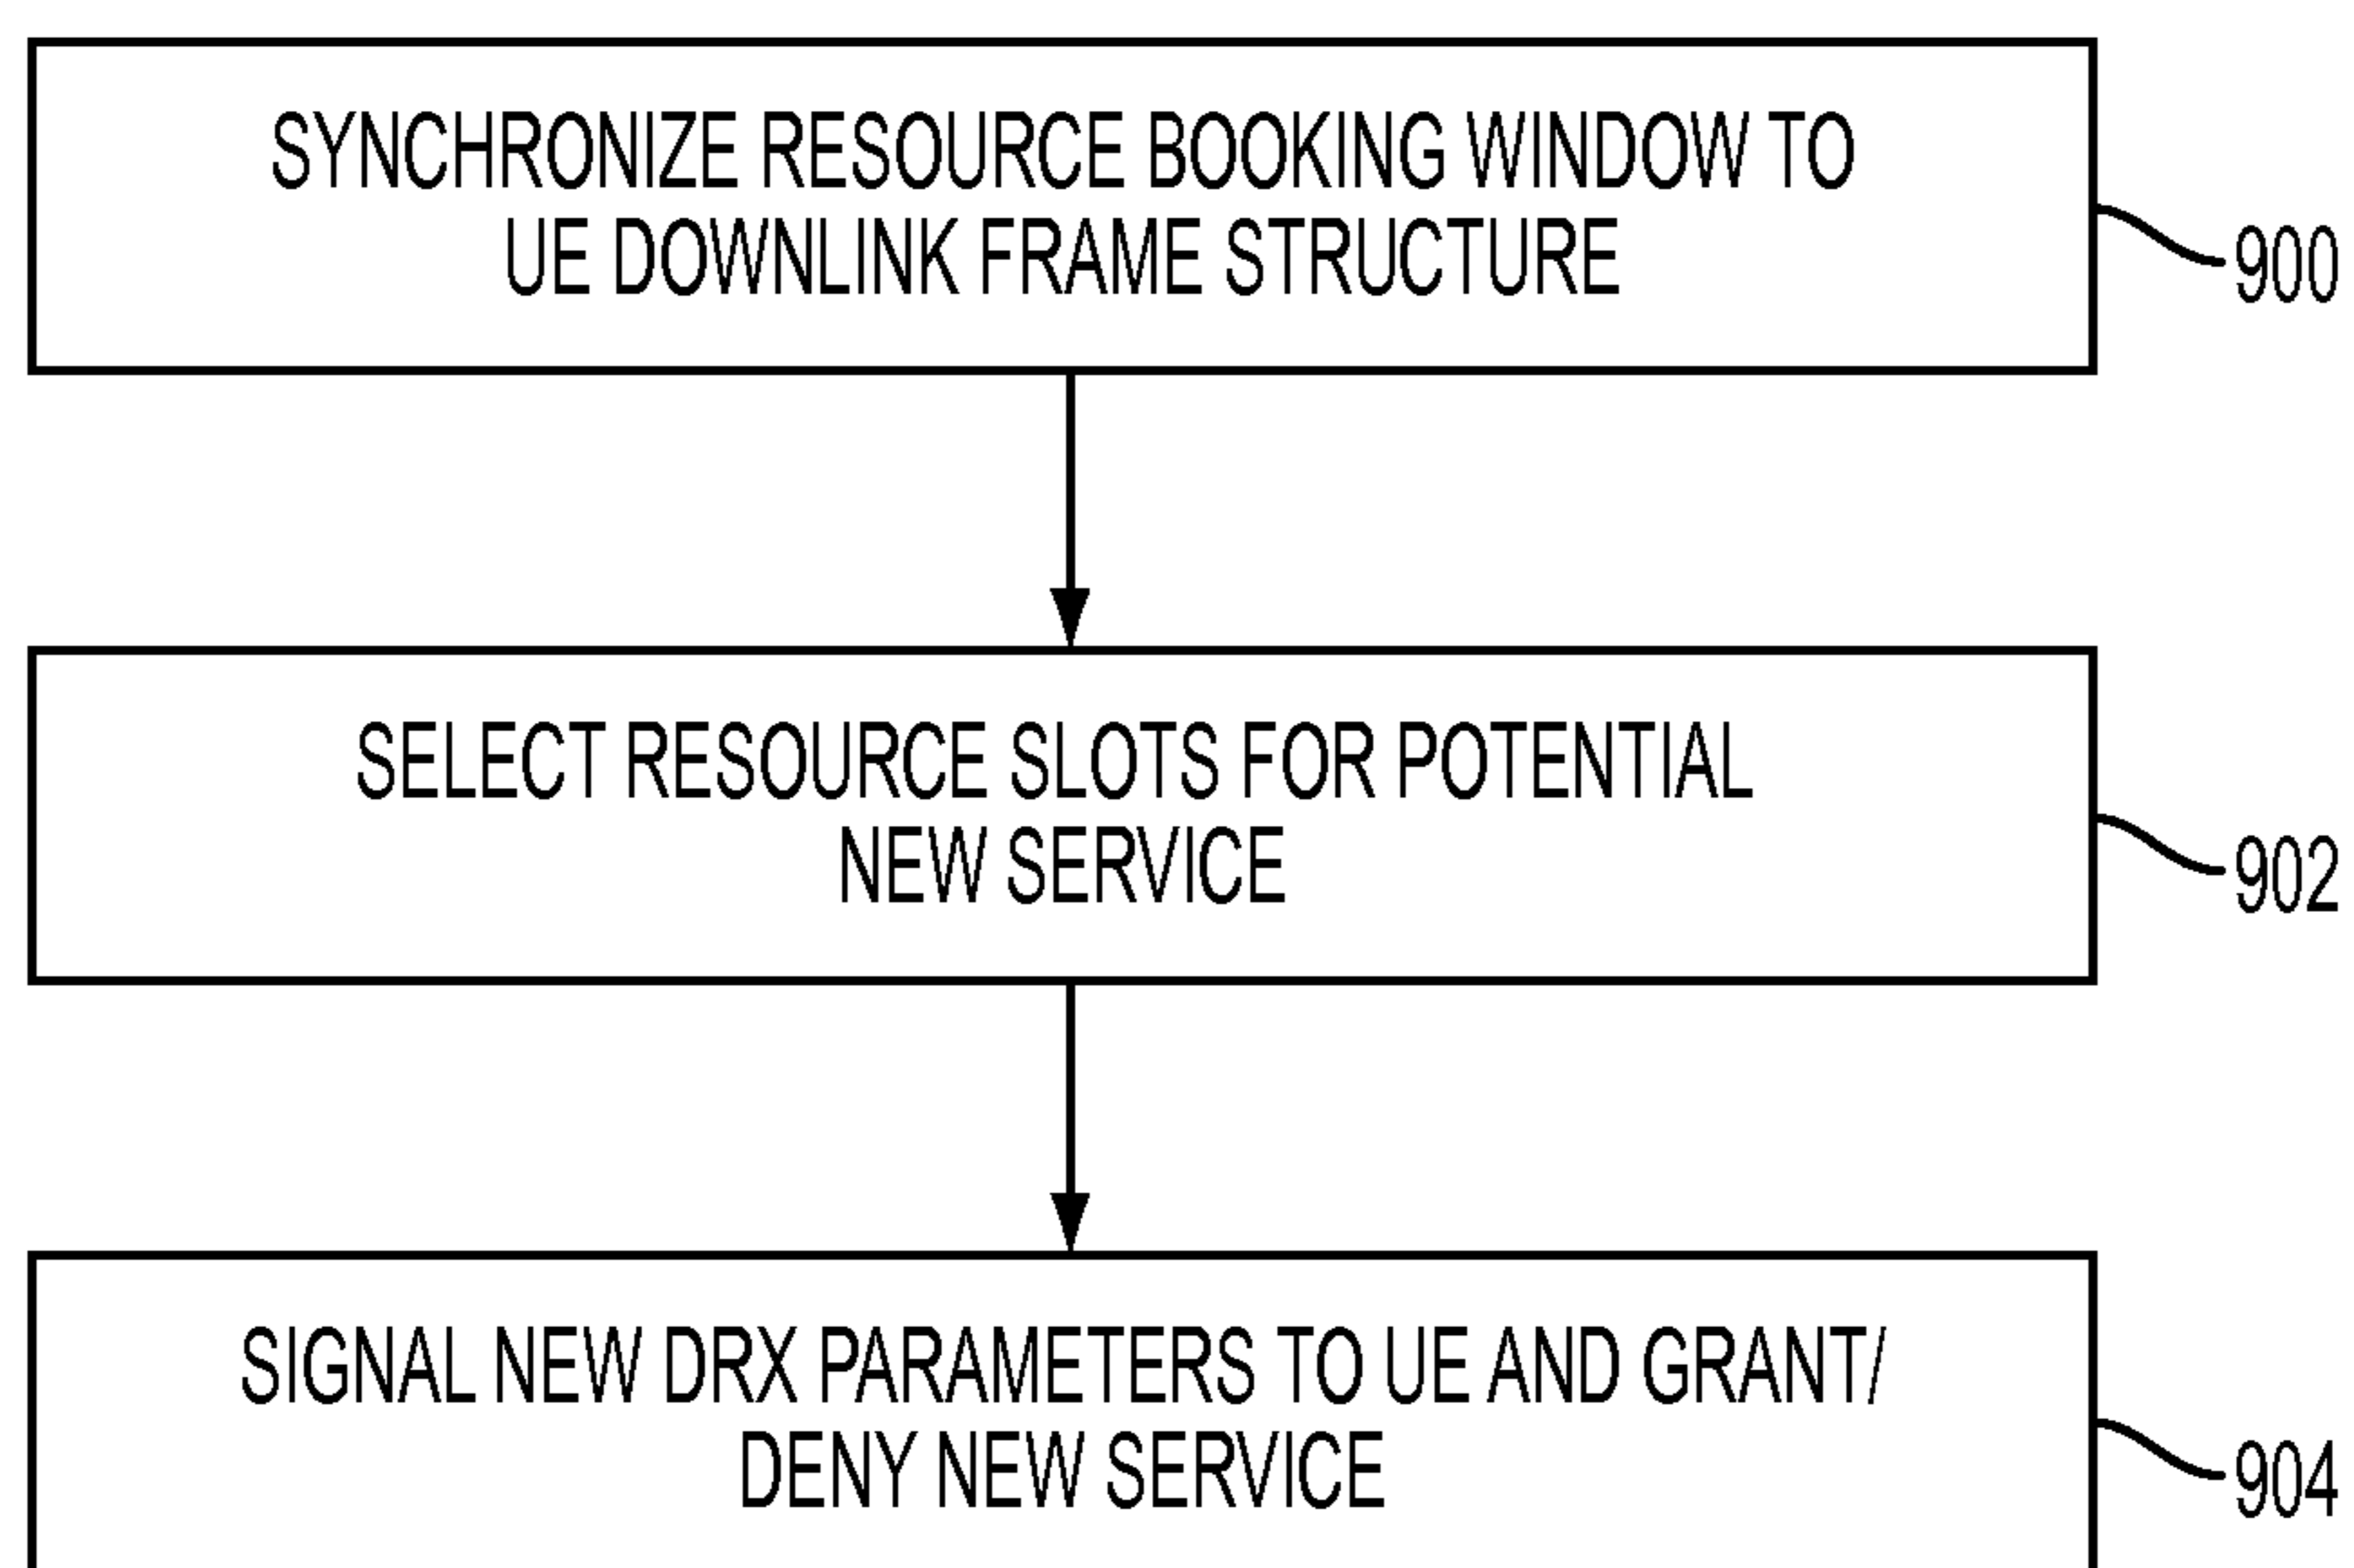 SYNCHRONIZE RESOURCE BOOKING WINDOW TO
UE DOWNLINK FRAME STRUCTURE
900
SELECT RESOURCE SLOTS FOR POTENTIAL
NEW SERVICE
902
SIGNAL NEW DRX PARAMETERS TO UE AND GRANT/
DENY NEW SERVICE
904